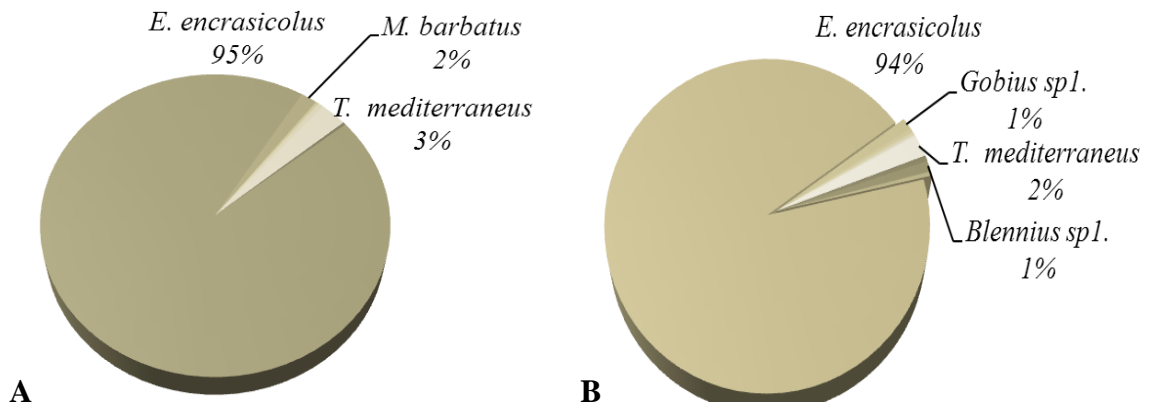 E. encrasicolus
95%
M. barbatus
2%
T. mediterraneus
3%
A
E. encrasicolus
94%
Gobius sp1.
1%
T. mediterraneus
2%
Blennius sp1.
1%
B